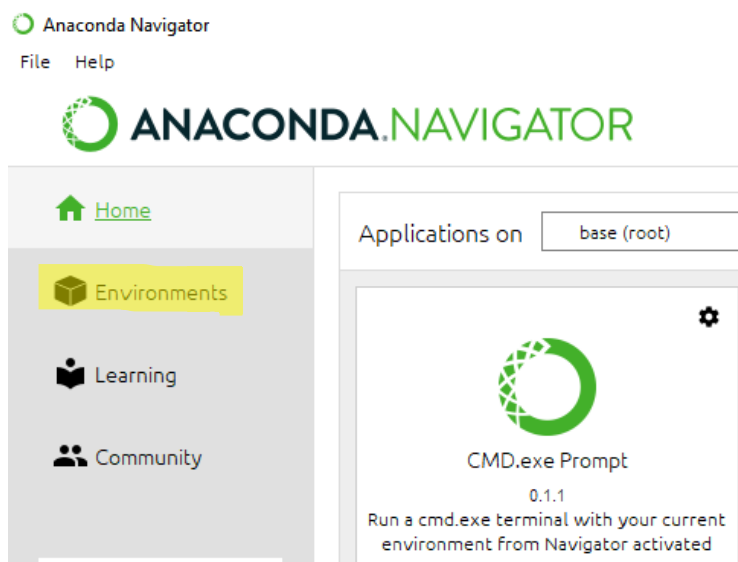 Anaconda Navigator
File Help
ANACONDA.NAVIGATOR
Home
Applications on base (root)
Environments
Learning
Community
CMD.exe Prompt
0.1.1
Run a cmd.exe terminal with your current
environment from Navigator activated